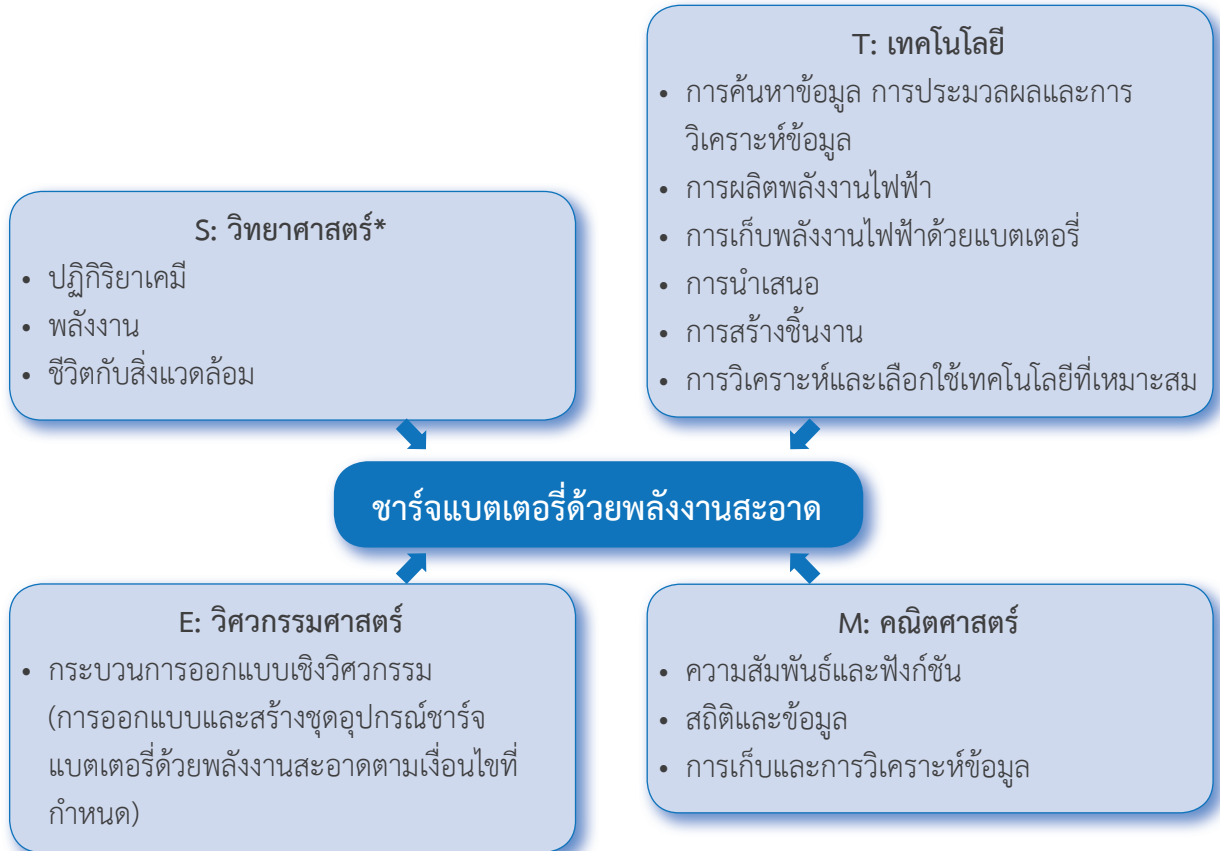 S: วิทยาศาสตร์*
• ปฏิกิริยาเคมี
• พลังงาน
• ชีวิตกับสิ่งแวดล้อม
T: เทคโนโลยี
• การค้นหาข้อมูล การประมวลผลและการ
วิเคราะห์ข้อมูล
• การผลิตพลังงานไฟฟ้า
• การเก็บพลังงานไฟฟ้าด้วยแบตเตอรี่
• การนำเสนอ
• การสร้างชิ้นงาน
• การวิเคราะห์และเลือกใช้เทคโนโลยีที่เหมาะสม
ชาร์จแบตเตอรี่ด้วยพลังงานสะอาด
E: วิศวกรรมศาสตร์
• กระบวนการออกแบบเชิงวิศวกรรม
(การออกแบบและสร้างชุดอุปกรณ์ชาร์จ
แบตเตอรี่ด้วยพลังงานสะอาดตามเงื่อนไขที่
กำหนด)
M: คณิตศาสตร์
• ความสัมพันธ์และฟังก์ชัน
• สถิติและข้อมูล
• การเก็บและการวิเคราะห์ข้อมูล